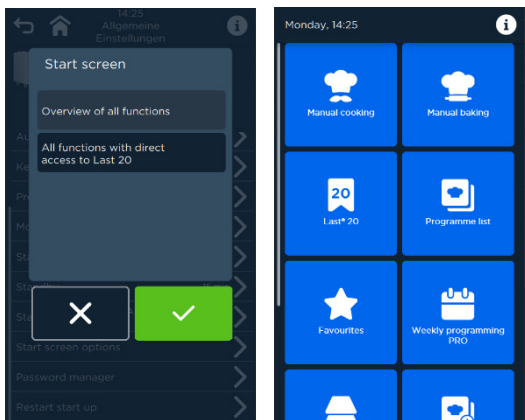 14:25
Allgemeine
Einstellungen
Start screen
Overview of all functions
All functions with direct
access to Last 20
Start screen options
Password manager
Restart start up
Monday, 14:25
i
Manual cooking
Manual baking
20
Last® 20
Programme list
Favourites
Weekly programming
PRO